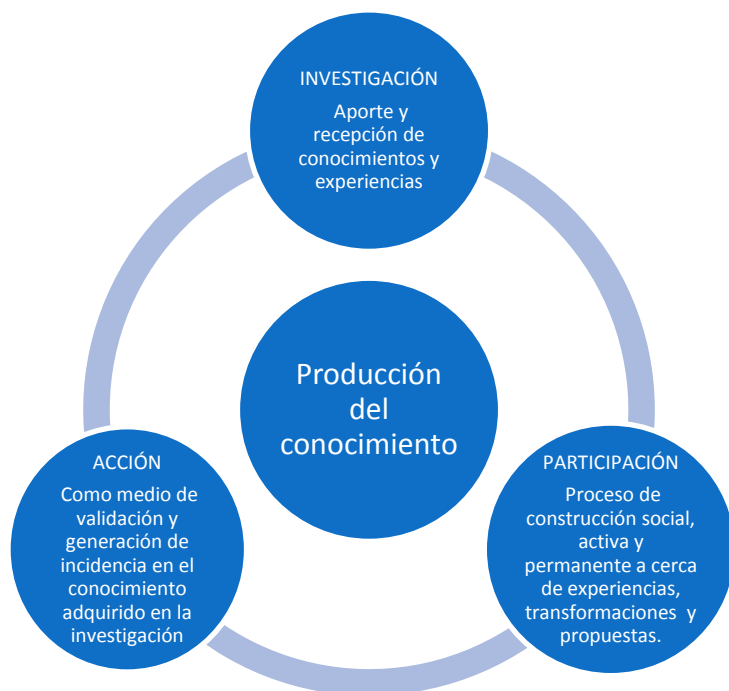 INVESTIGACIÓN
Aporte y
recepción de
conocimientos y
experiencias
Producción
del
conocimiento
ACCIÓN
Como medio de
validación y
generación de
incidencia en el
conocimiento
adquirido en la
investigación
PARTICIPACIÓN
Proceso de
construcción social,
activa y
permanente a cerca
de experiencias,
transformaciones y
propuestas.